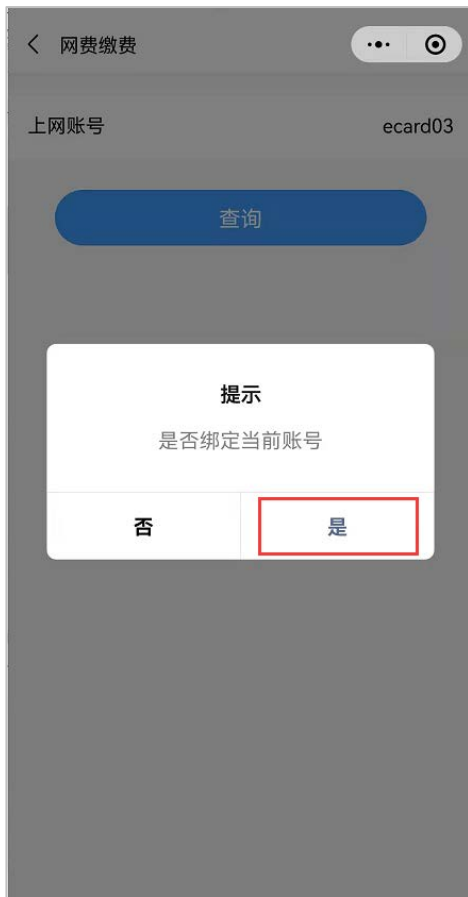 网费缴费
上网账号 ecard03
查询
提示
是否绑定当前账号
否 是